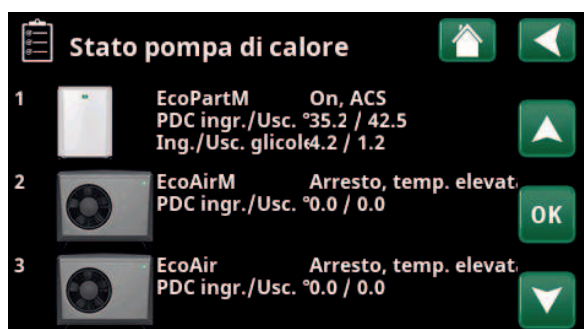 Stato pompa di calore
1 EcoPartM On, ACS
PDC ingr./Usc. °35.2 / 42.5
Ing./Usc. glicole4.2 / 1.2
2 EcoAirM Arresto, temp. elevat
PDC ingr./Usc. °0.0 / 0.0
OK
3 EcoAir Arresto, temp. elevat
PDC ingr./Usc. °0.0 / 0.0